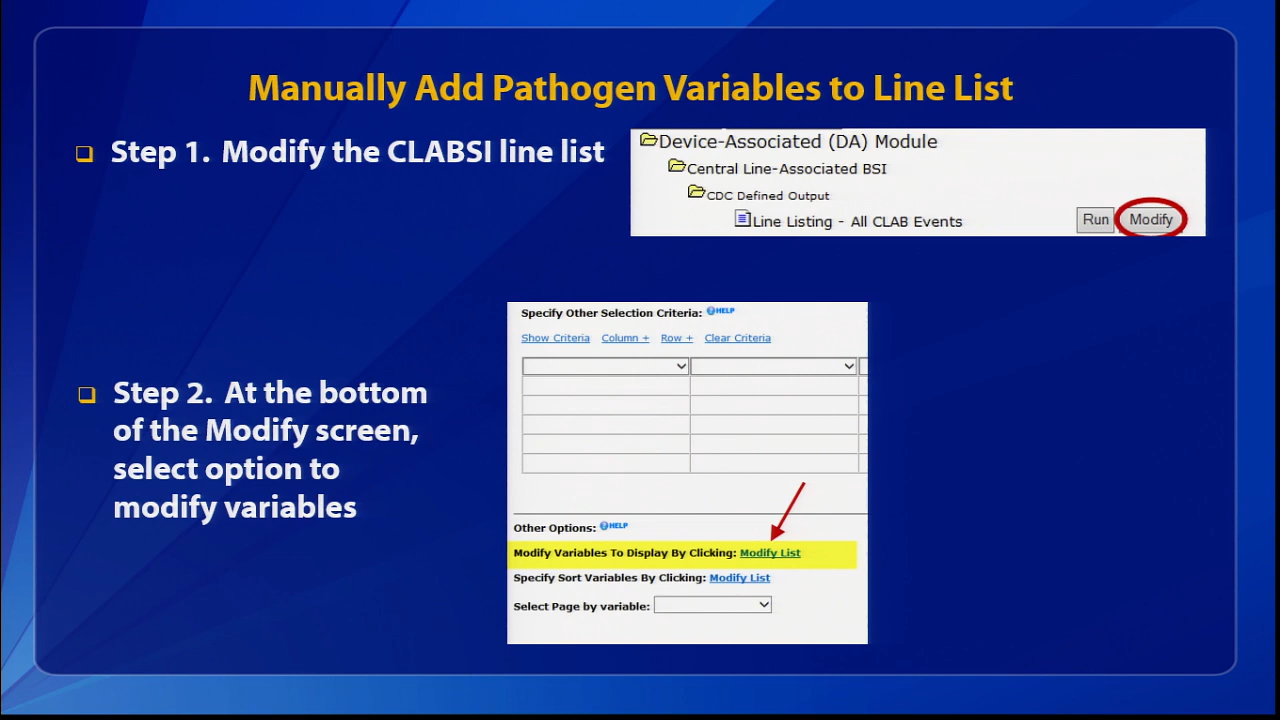 Manually Add Pathogen Variables to Line List
Step 1. Modify the CLABSI line list
Device-Associated (DA) Module
Central Line-Associated BSI
CDC Defined Output
Line Listing - All CLAB Events
Run Modify
Step 2. At the bottom
of the Modify screen,
select option to
modify variables
Specify Other Selection Criteria: ?HELP
Show Criteria Column + Row + Clear Criteria
Other Options: ?HELP
Modify Variables To Display By Clicking: Modify List
Specify Sort Variables By Clicking: Modify List
Select Page by variable: